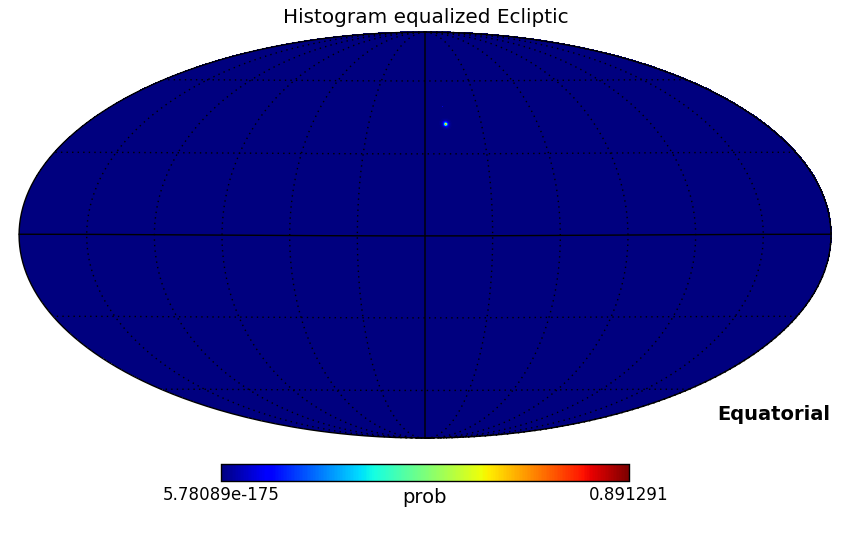 Histogram equalized Ecliptic
Equatorial
5.78089e-175
prob
0.891291